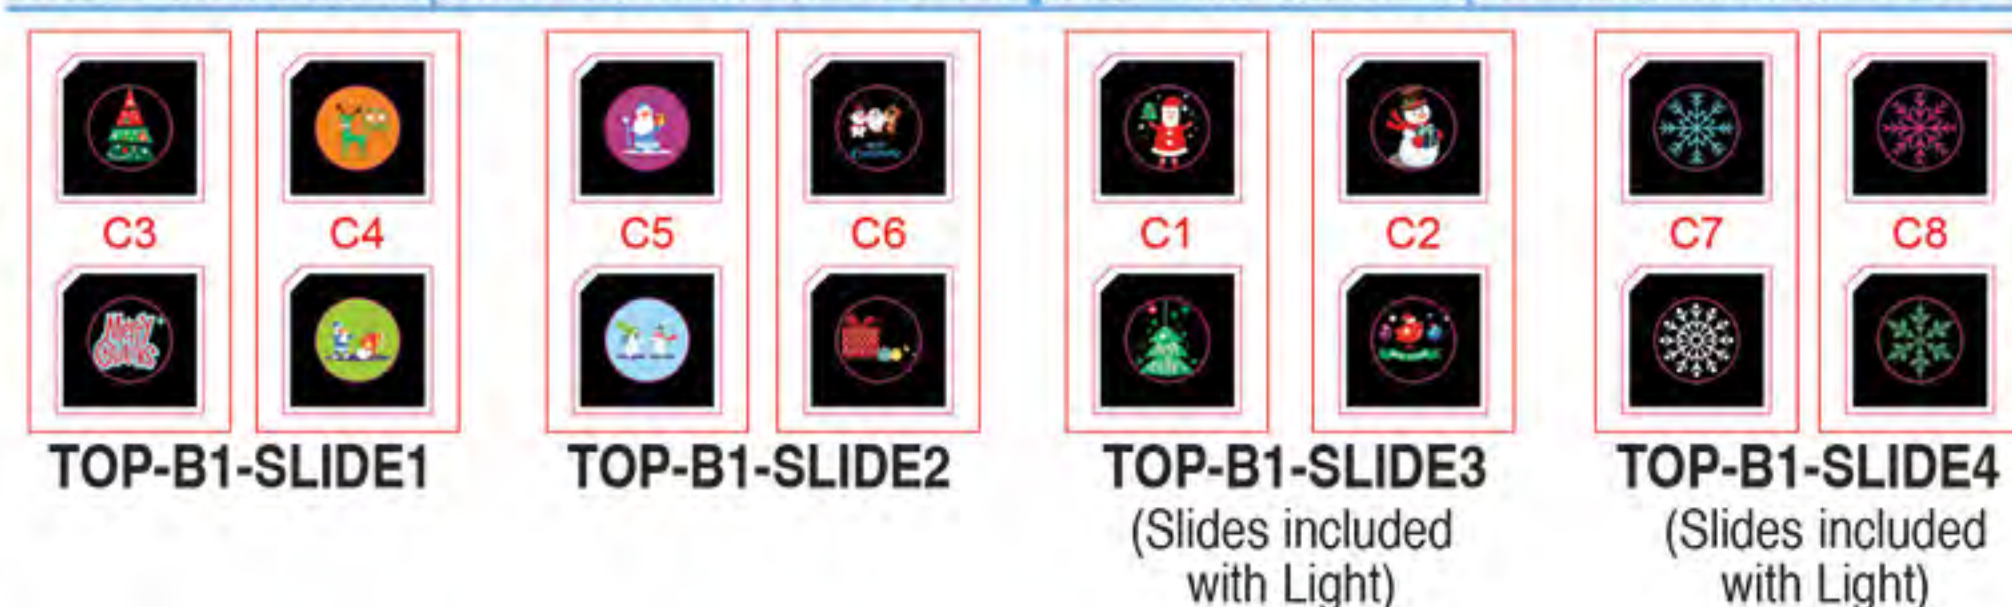 C3
C4
C5
C6
C1
C2
C7
C8
TOP-B1-SLIDE1
TOP-B1-SLIDE2
TOP-B1-SLIDE3
(Slides included
with Light)
TOP-B1-SLIDE4
(Slides included
with Light)